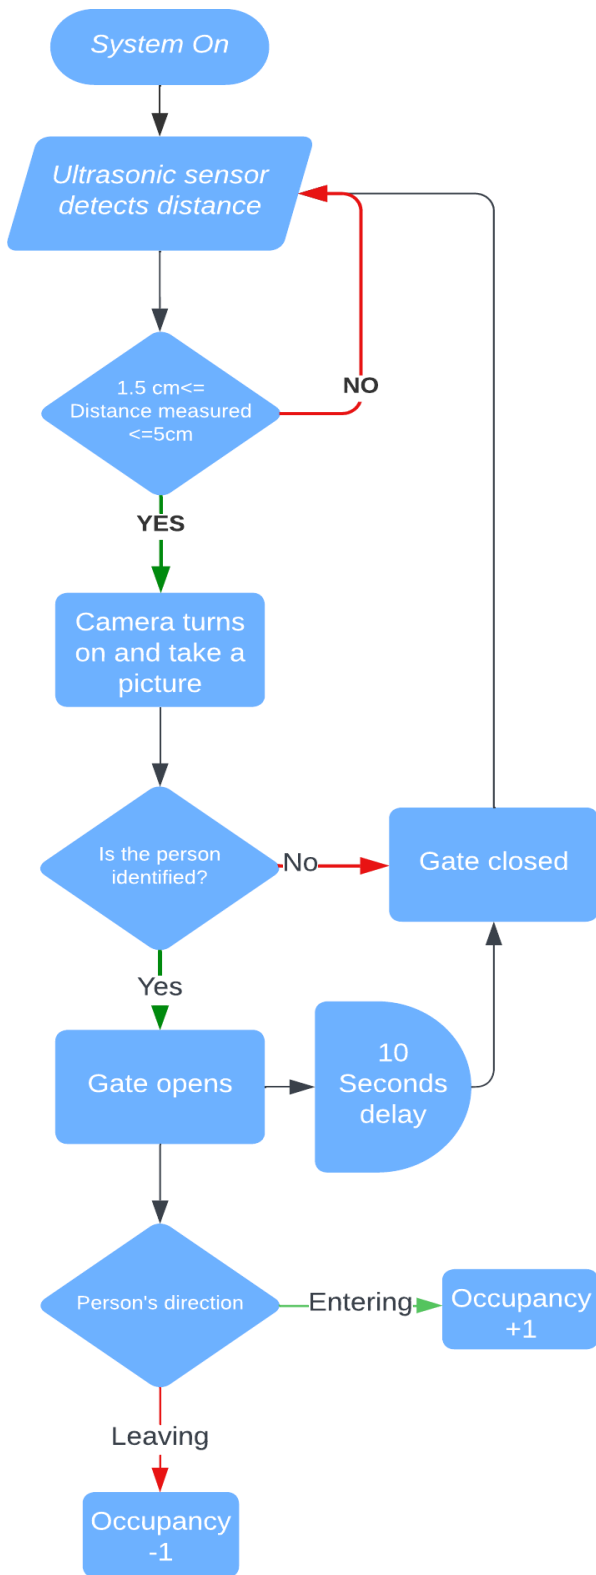 System On
Ultrasonic sensor
detects distance
1.5 cm<=
Distance measured
<=5cm
NO
YES
Camera turns
on and take a
picture
Is the person
identified?
No
Gate closed
Yes
Gate opens
10
Seconds
delay
Person's direction
Entering
Occupancy
+1
Leaving
Occupancy
-1